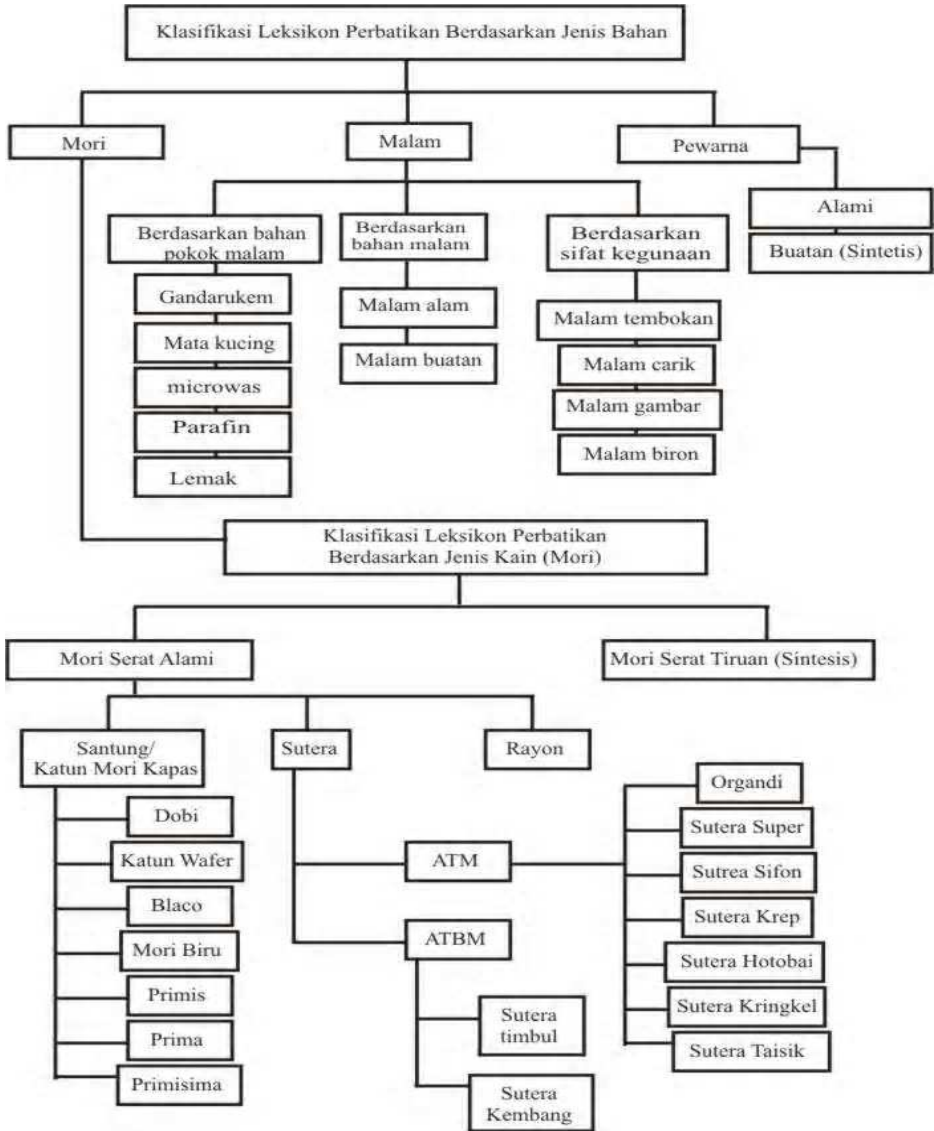 Klasifikasi Leksikon Perbatikan Berdasarkan Jenis Bahan
Mori
Malam
Pewarna
Alami
Buatan (Sintetis)
Berdasarkan bahan
pokok malam
Gandarukem
Mata kucing
microwas
Parafin
Lemak
Berdasarkan
bahan malam
Malam alam
Malam buatan
Berdasarkan
sifat kegunaan
Malam tembokan
Malam carik
Malam gambar
Malam biron
Klasifikasi Leksikon Perbatikan
Berdasarkan Jenis Kain (Mori)
Mori Serat Alami
Mori Serat Tiruan (Sintesis)
Santung/
Katun Mori Kapas
Dobi
Katun Wafer
Blaco
Mori Biru
Primis
Prima
Primisima
Sutera
ATM
ATBM
Sutera
timbul
Sutera
Kembang
Rayon
Organdi
Sutera Super
Sutrea Sifon
Sutera Krep
Sutera Hotobai
Sutera Kringkel
Sutera Taisik